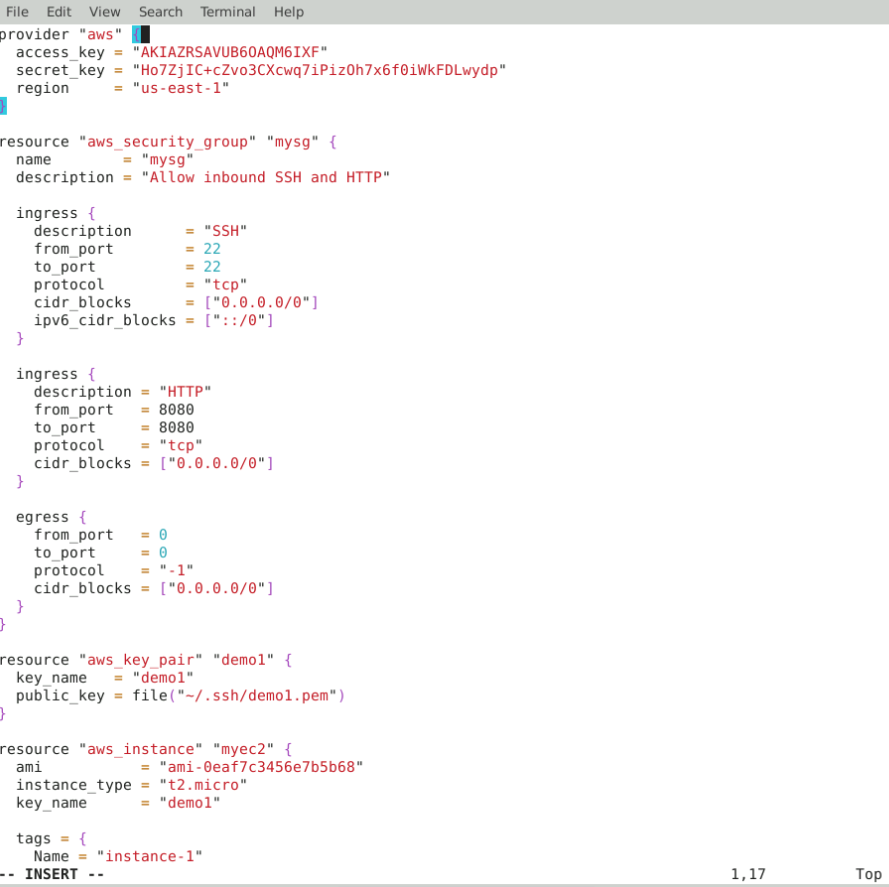 File Edit View Search Terminal Help
provider "aws" {
  access_key = "AKIAZRSAVUB6OAQM6IXF"
  secret_key = "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"
  region     = "us-east-1"
}

resource "aws_security_group" "mysg" {
  name        = "mysg"
  description = "Allow inbound SSH and HTTP"

  ingress {
    description      = "SSH"
    from_port        = 22
    to_port          = 22
    protocol         = "tcp"
    cidr_blocks      = ["0.0.0.0/0"]
    ipv6_cidr_blocks = ["::/0"]
  }

  ingress {
    description = "HTTP"
    from_port   = 8080
    to_port     = 8080
    protocol    = "tcp"
    cidr_blocks = ["0.0.0.0/0"]
  }

  egress {
    from_port   = 0
    to_port     = 0
    protocol    = "-1"
    cidr_blocks = ["0.0.0.0/0"]
  }
}

resource "aws_key_pair" "demo1" {
  key_name   = "demo1"
  public_key = file("~/.ssh/demo1.pem")
}

resource "aws_instance" "myec2" {
  ami           = "ami-0eaf7c3456e7b5b68"
  instance_type = "t2.micro"
  key_name      = "demo1"

  tags = {
    Name = "instance-1"
-- INSERT -- 1,17 Top